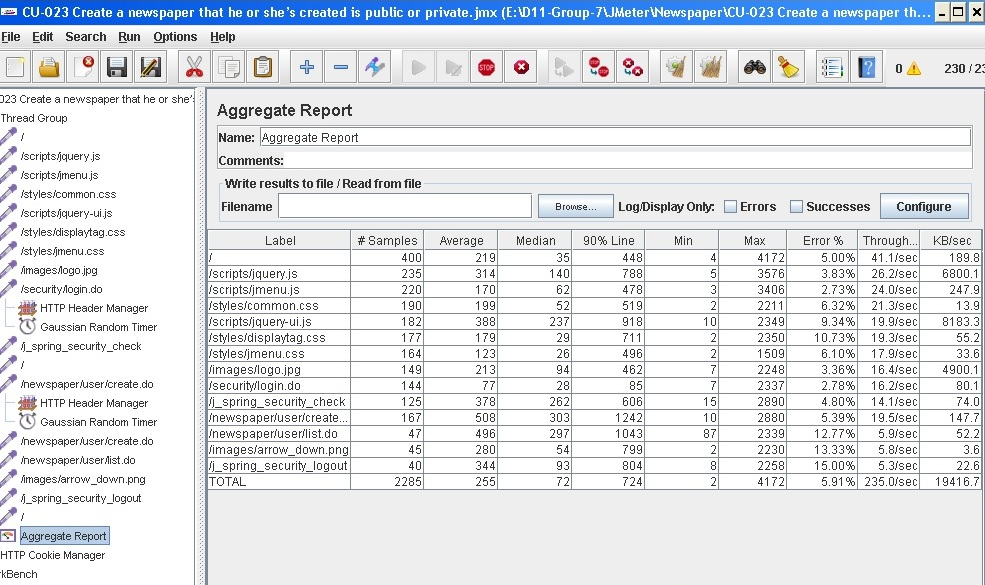 CU-023 Create a newspaper that he or she's created is public or private.jmx (E:\D11-Group-7\JMeter\Newspaper\CU-023 Create a newspaper th...
File Edit Search Run Options Help
STOP 0 230 / 23
023 Create a newspaper that he or she's
Thread Group
/
/scripts/jquery.js
/scripts/jmenu.js
/styles/common.css
/scripts/jquery-ui.js
/styles/displaytag.css
/styles/jmenu.css
/images/logo.jpg
/security/login.do
HTTP Header Manager
Gaussian Random Timer
/j_spring_security_check
/
/newspaper/user/create.do
HTTP Header Manager
Gaussian Random Timer
/newspaper/user/create.do
/newspaper/user/list.do
/images/arrow_down.png
/j_spring_security_logout
/
Aggregate Report
HTTP Cookie Manager
rkBench
Aggregate Report
Name: Aggregate Report
Comments:
Write results to file / Read from file
Filename Browse... Log/Display Only: Errors Successes Configure
Label # Samples Average Median 90% Line Min Max Error % Through... KB/sec
/ 400 219 35 448 4 4172 5.00% 41.1/sec 189.8
/scripts/jquery.js 235 314 140 788 5 3576 3.83% 26.2/sec 6800.1
/scripts/jmenu.js 220 170 62 478 3 3406 2.73% 24.0/sec 247.9
/styles/common.css 190 199 52 519 2 2211 6.32% 21.3/sec 13.9
/scripts/jquery-ui.js 182 388 237 918 10 2349 9.34% 19.9/sec 8183.3
/styles/displaytag.css 177 179 29 711 2 2350 10.73% 19.3/sec 55.2
/styles/jmenu.css 164 123 26 496 2 1509 6.10% 17.9/sec 33.6
/images/logo.jpg 149 213 94 462 7 2248 3.36% 16.4/sec 4900.1
/security/login.do 144 77 28 85 7 2337 2.78% 16.2/sec 80.1
/j_spring_security_check 125 378 262 606 15 2890 4.80% 14.1/sec 74.0
/newspaper/user/create... 167 508 303 1242 10 2880 5.39% 19.5/sec 147.7
/newspaper/user/list.do 47 496 297 1043 87 2339 12.77% 5.9/sec 52.2
/images/arrow_down.png 45 280 54 799 2 2230 13.33% 5.8/sec 3.6
/j_spring_security_logout 40 344 93 804 8 2258 15.00% 5.3/sec 22.6
TOTAL 2285 255 72 724 2 4172 5.91% 235.0/sec 19416.7